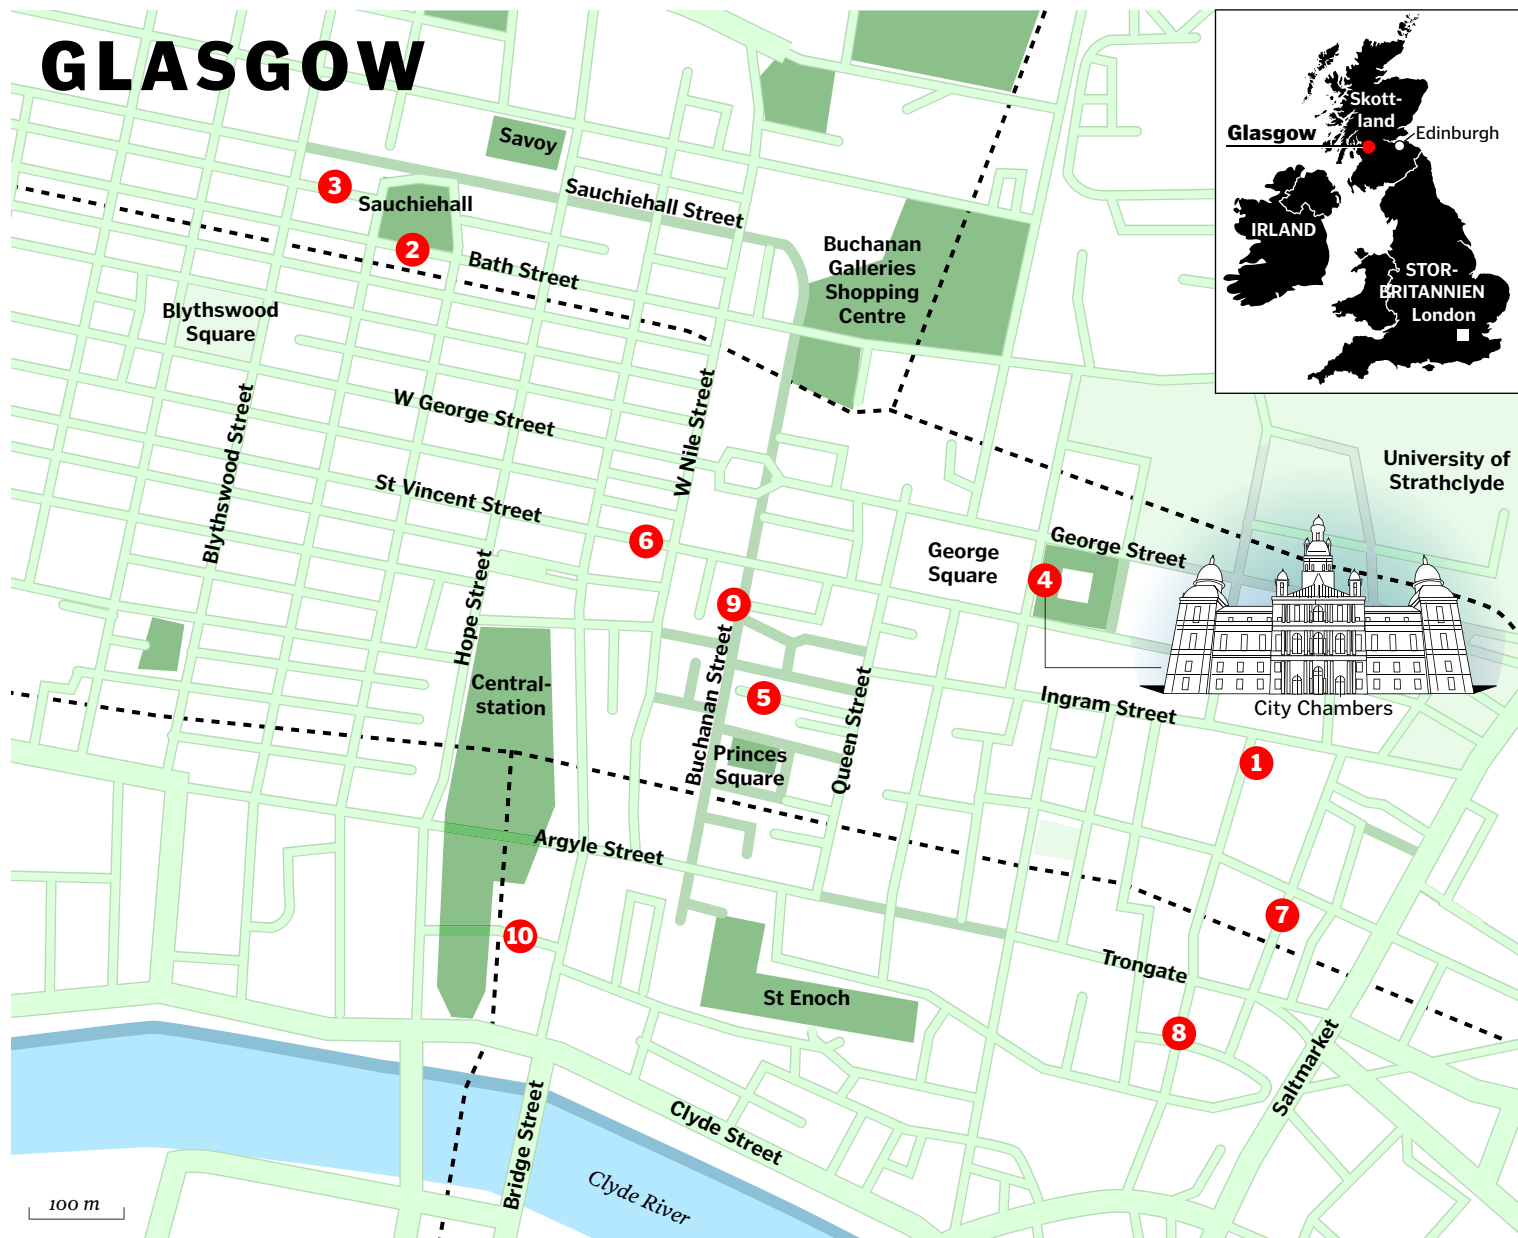 GLASGOW
Savoy
3
Sauchiehall
2
Sauchiehall Street
Bath Street
Blythswood
Square
Buchanan
Galleries
Shopping
Centre
Skott-
land
Glasgow
Edinburgh
IRLAND
STOR-
BRITANNIEN
London
Blythswood Street
W George Street
W Nile Street
St Vincent Street
University of
Strathclyde
6
George
Square
4
George Street
Hope Street
9
Buchanan Street
5
Queen Street
Central-
station
Princes
Square
Ingram Street
City Chambers
1
Argyle Street
10
7
St Enoch
Trongate
8
Saltmarket
Clyde Street
Bridge Street
Clyde River
100 m